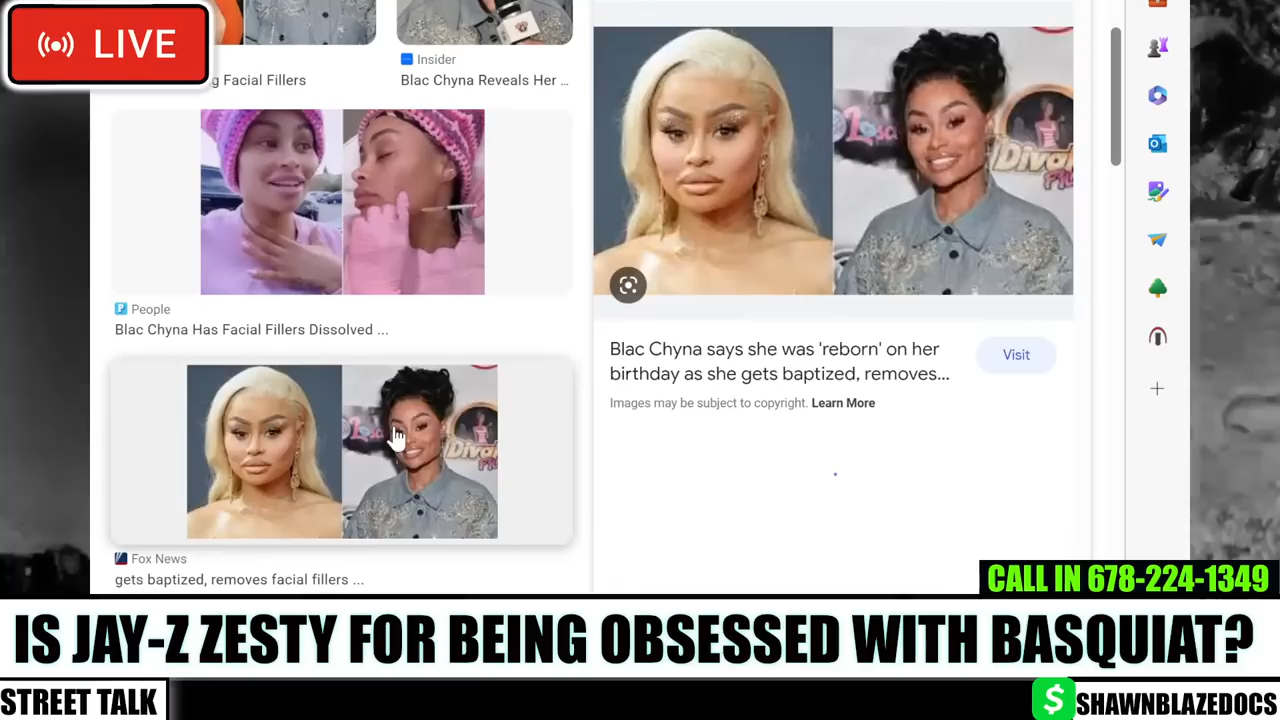 LIVE
g Facial Fillers
Insider
Blac Chyna Reveals Her ...
People
Blac Chyna Has Facial Fillers Dissolved ...
Fox News
gets baptized, removes facial fillers ...
Divab
Blac Chyna says she was 'reborn' on her
birthday as she gets baptized, removes...
Visit
Images may be subject to copyright. Learn More
CALL IN 678-224-1349
IS JAY-Z ZESTY FOR BEING OBSESSED WITH BASQUIAT?
STREET TALK
$ SHAWNBLAZEDOCS